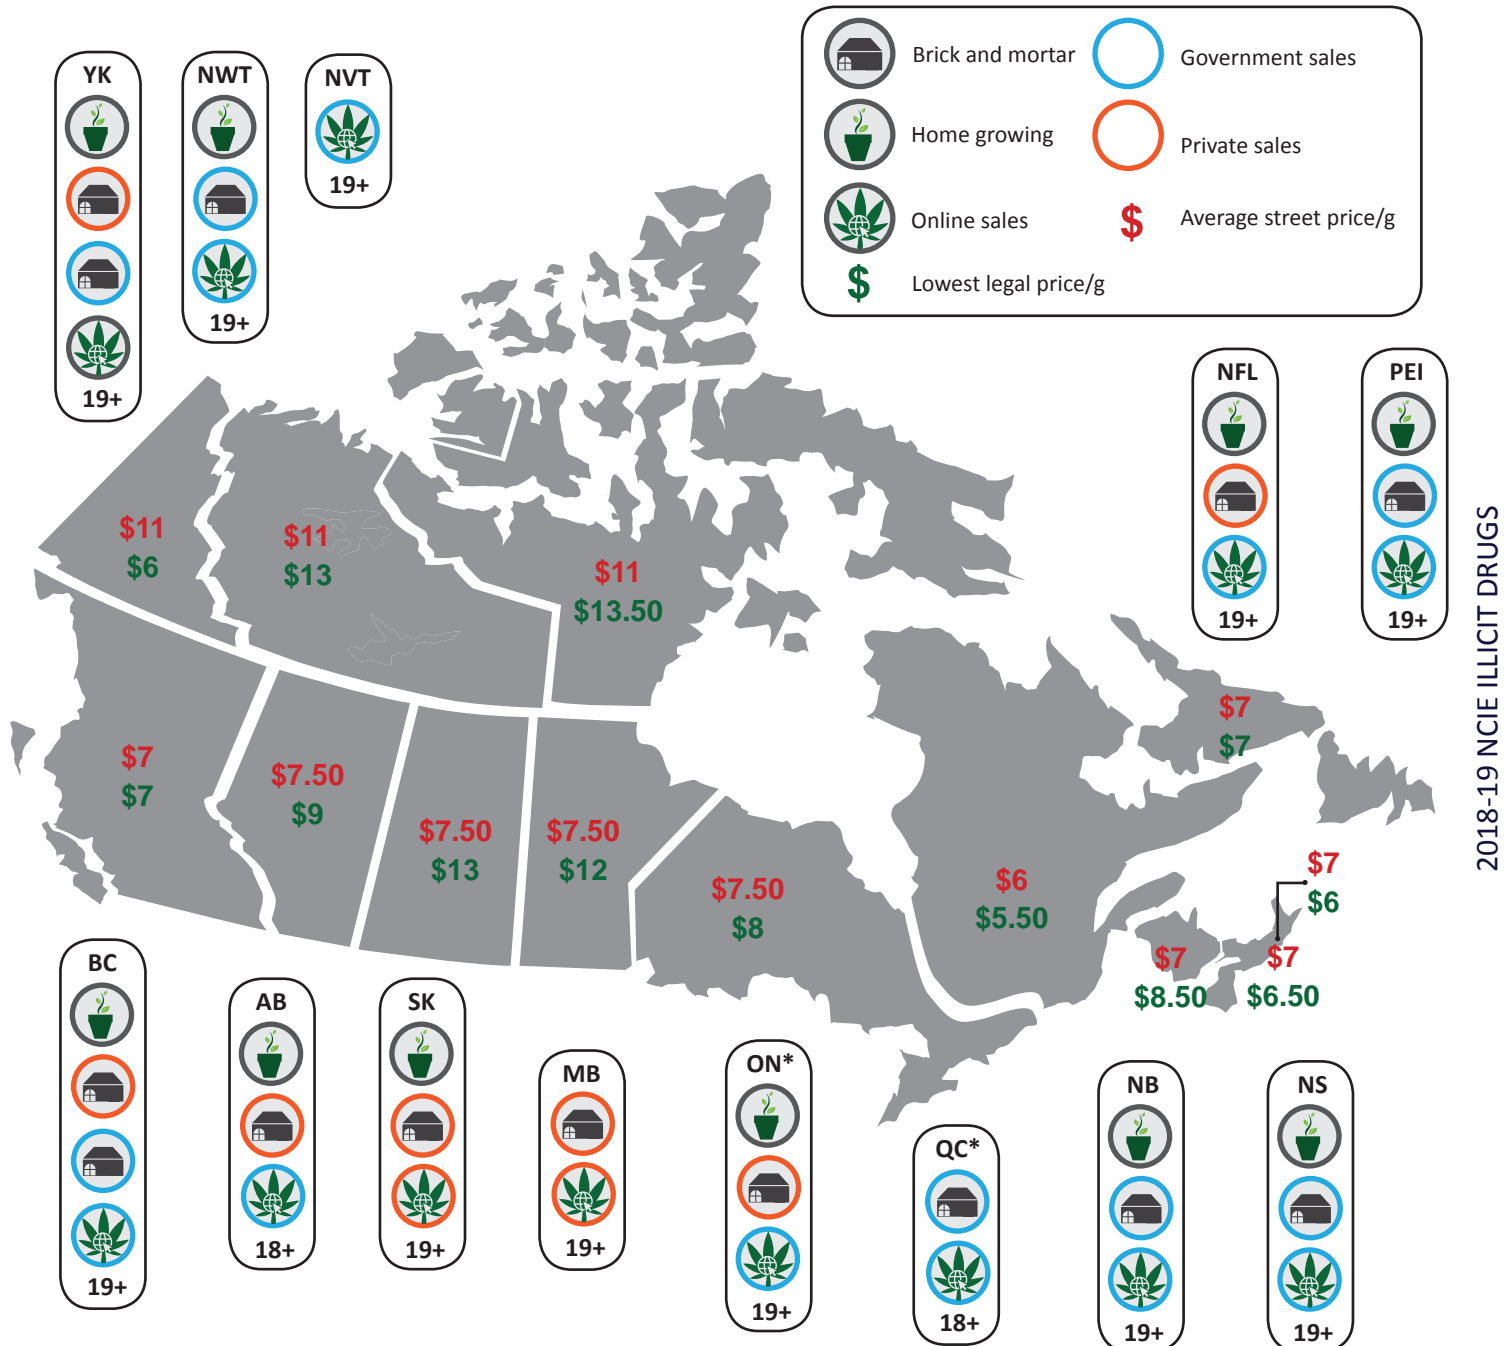 YK
19+
NWT
19+
NVT
19+
Brick and mortar
Government sales
Home growing
Private sales
Online sales
$ Average street price/g
$ Lowest legal price/g
NFL
19+
PEI
19+
2018-19 NCIE ILLICIT DRUGS
$11
$6
$11
$13
$11
$13.50
$7
$7
$7.50
$9
$7.50
$13
$7.50
$12
$7.50
$8
$6
$5.50
$7
$7
$7
$6
$7
$8.50
$7
$6.50
BC
19+
AB
18+
SK
19+
MB
19+
ON*
19+
QC*
18+
NB
19+
NS
19+